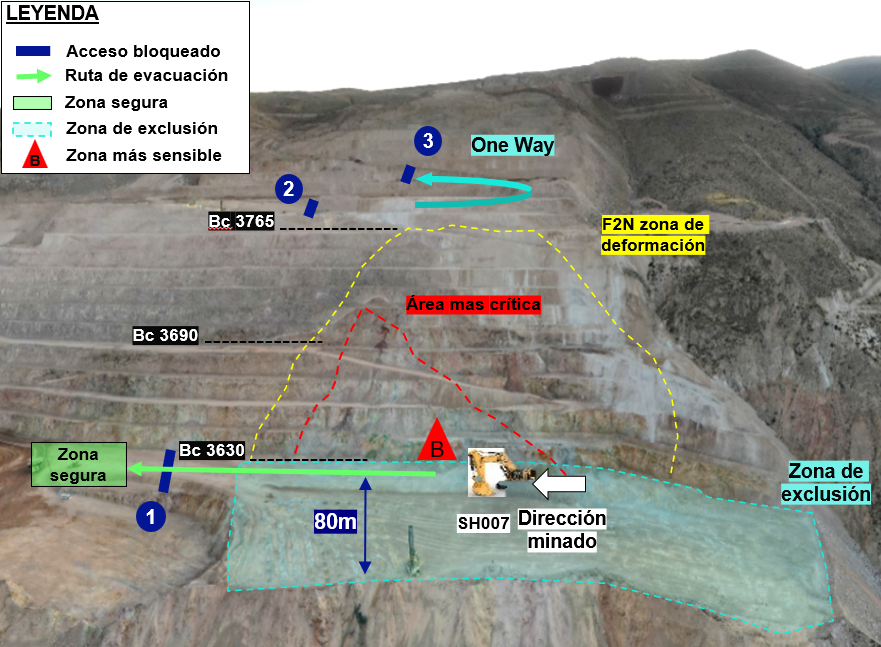 LEYENDA
Acceso bloqueado
Ruta de evacuación
Zona segura
Zona de exclusión
B
Zona más sensible
3
One Way
2
Bc 3765
F2N zona de
deformación
Área mas crítica
Bc 3690
B
Bc 3630
Zona
segura
Zona de
exclusión
1
80m
SH007
Dirección
minado